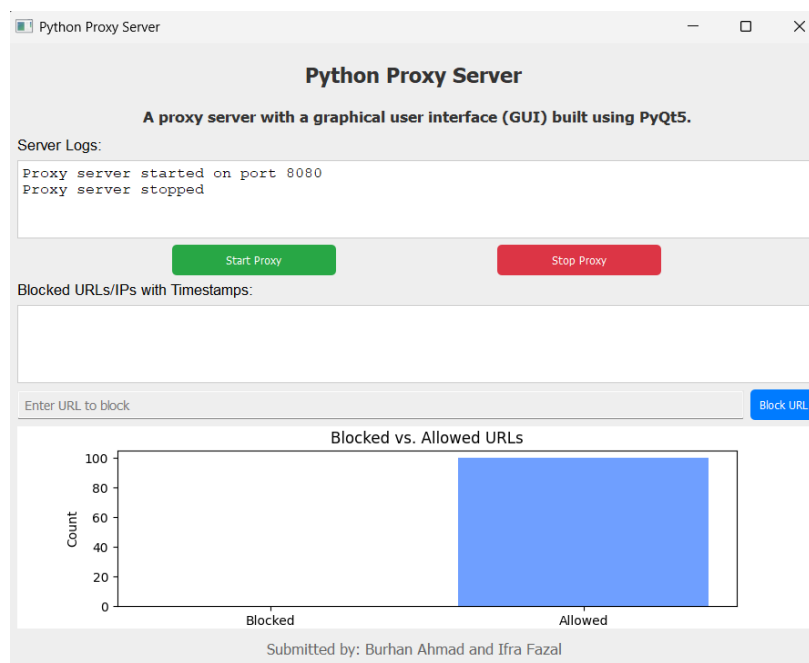 Python Proxy Server
Python Proxy Server
A proxy server with a graphical user interface (GUI) built using PyQt5.
Server Logs:
Proxy server started on port 8080
Proxy server stopped
Start Proxy
Stop Proxy
Blocked URLs/IPs with Timestamps:
Enter URL to block
Block URL
Blocked vs. Allowed URLs
100
80
60
40
20
0
Count
Blocked
Allowed
Submitted by: Burhan Ahmad and Ifra Fazal